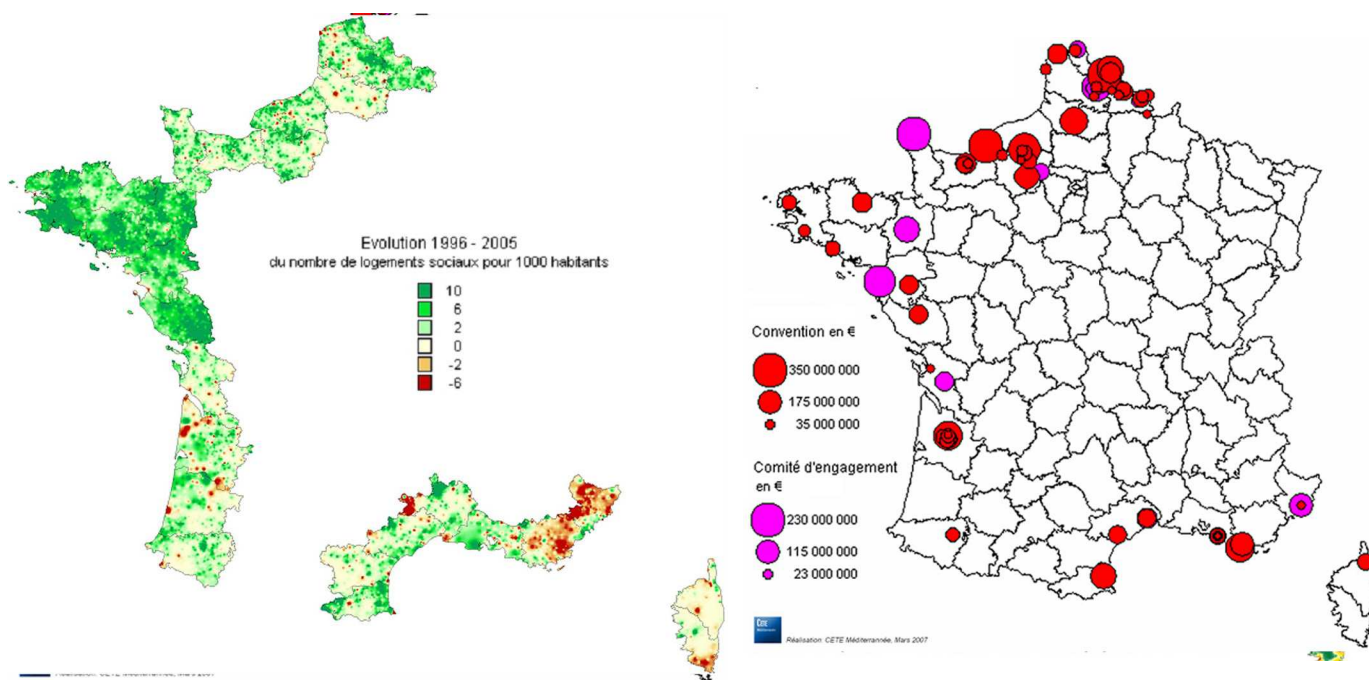 Evolution 1996 - 2005
du nombre de logements sociaux pour 1000 habitants
10
6
2
0
-2
-6
Convention en €
350 000 000
175 000 000
35 000 000
Comité d'engagement
en €
230 000 000
115 000 000
23 000 000
CETE
Méditerranée
Réalisation CETE Méditerrannée, Mars 2007